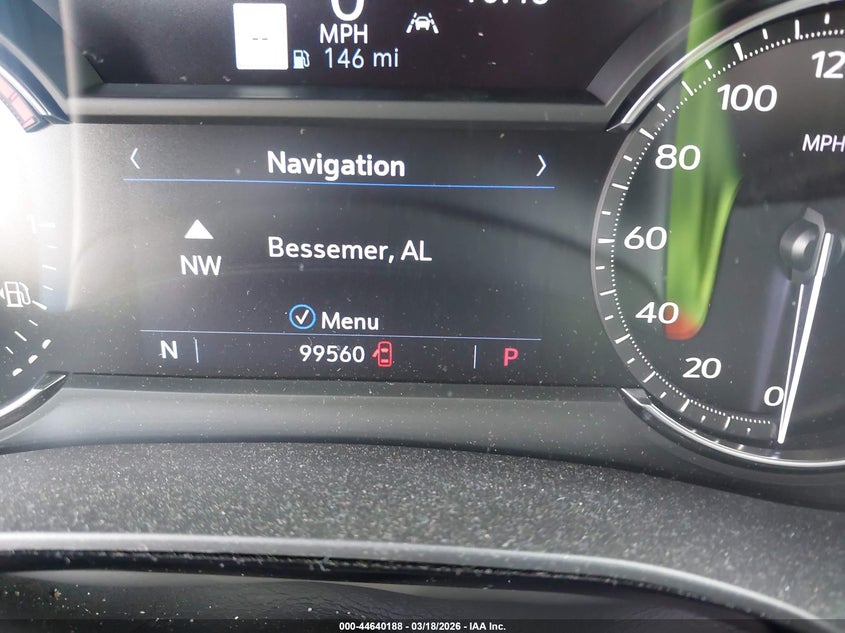 0
MPH
--
146 mi
Navigation
NW
Bessemer, AL
Menu
N
99560
P
100
80
60
40
20
0
MPH
000-44640188 - 03/18/2026 - IAA Inc.